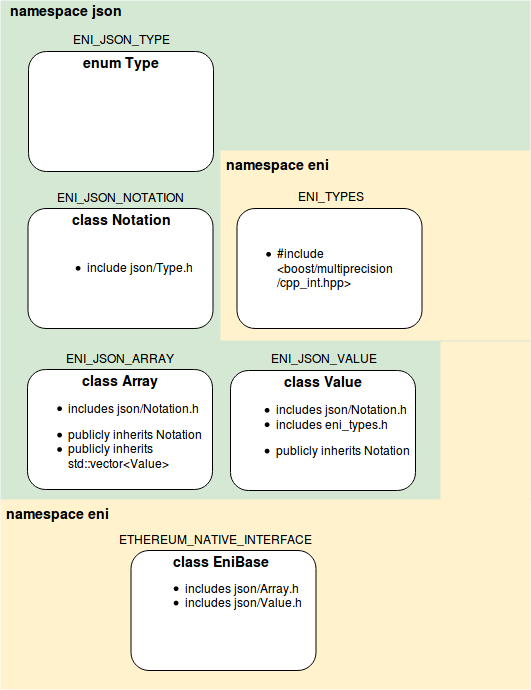 namespace json
ENI_JSON_TYPE
enum Type
namespace eni
ENI_JSON_NOTATION
class Notation
• include json/Type.h
ENI_TYPES
• #include
<boost/multiprecision
/cpp_int.hpp>
ENI_JSON_ARRAY
class Array
• includes json/Notation.h
• publicly inherits Notation
• publicly inherits
std::vector<Value>
ENI_JSON_VALUE
class Value
• includes json/Notation.h
• includes eni_types.h
• publicly inherits Notation
namespace eni
ETHEREUM_NATIVE_INTERFACE
class EniBase
• includes json/Array.h
• includes json/Value.h